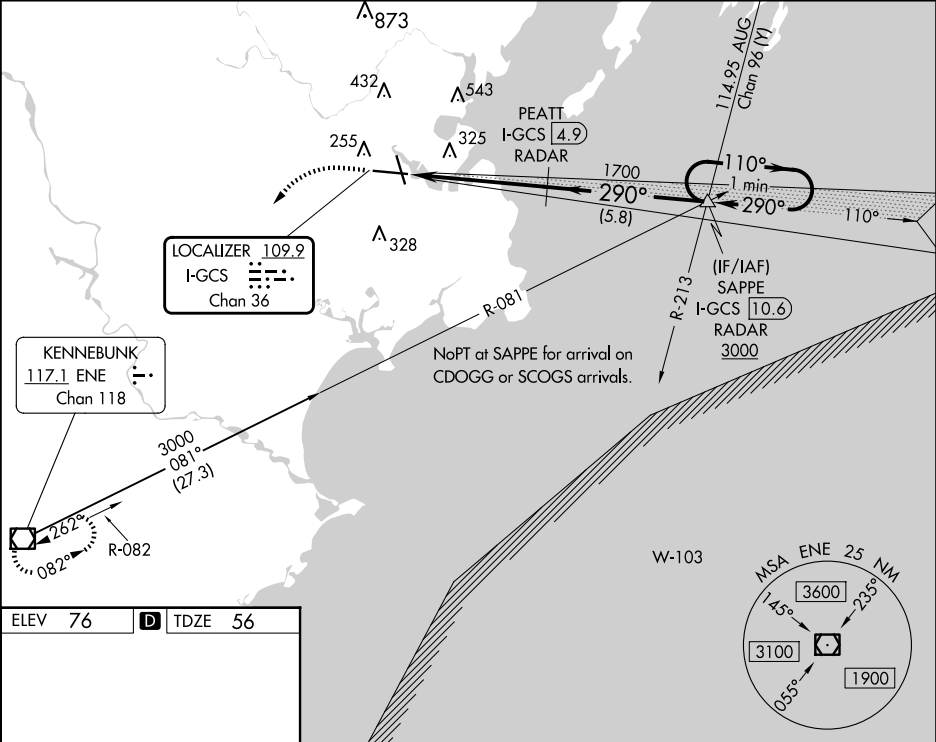 873
432
543
255
325
328
114.95 AUG
Chan 96 (Y)
PEATT
I-GCS 4.9
RADAR
1700
290°
(5.8)
110°
1 min
290°
110°
LOCALIZER 109.9
I-GCS
Chan 36
(IF/IAF)
SAPPE
I-GCS 10.6
RADAR
3000
R-081
R-213
NoPT at SAPPE for arrival on
CDOGG or SCOGS arrivals.
KENNEBUNK
117.1 ENE
Chan 118
3000
081°
(27.3)
262°
082°
R-082
W-103
MSA ENE 25 NM
3600
145°
235°
3100
055°
1900
ELEV 76
D TDZE 56